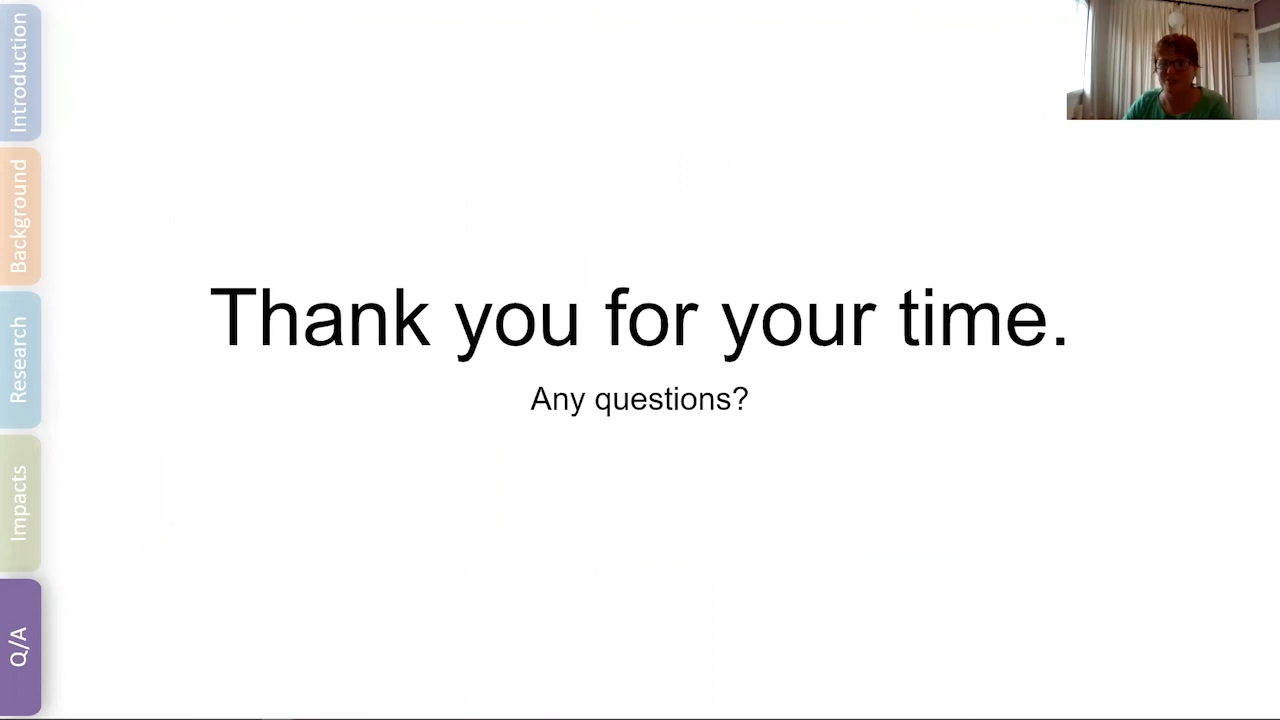 Introduction
Background
Research
Impacts
Q/A
Thank you for your time.
Any questions?